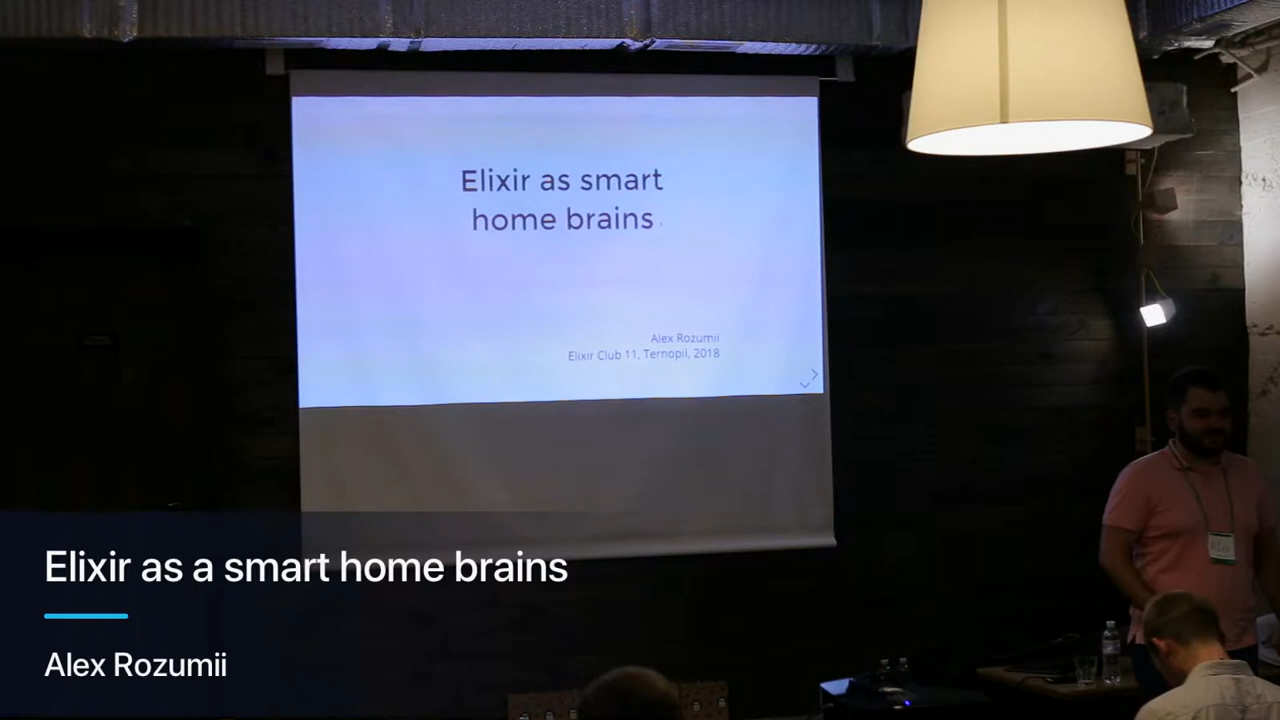 Elixir as smart
home brains
Alex Rozumii
Elixir Club 11, Ternopil, 2018
Elixir as a smart home brains
Alex Rozumii
Alex